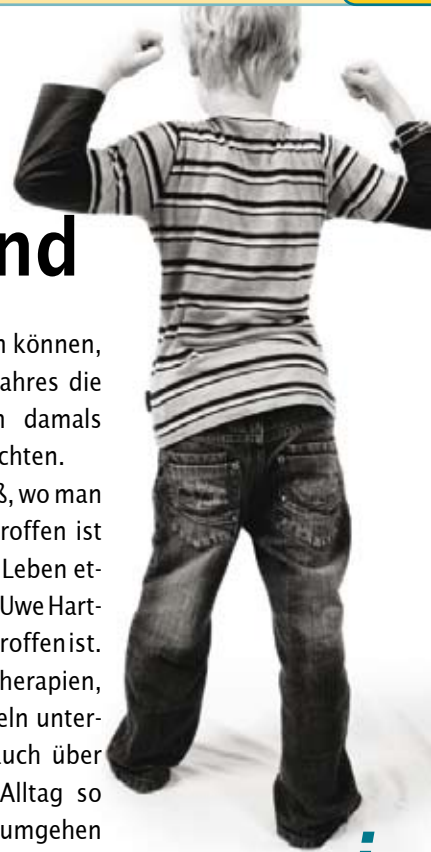 nd
n können,
ahres die
n damals
chten.
ß, wo man
roffen ist
Leben et-
Uwe Hart-
roffen ist.
herapien,
eln unter-
uch über
Alltag so
umgehen